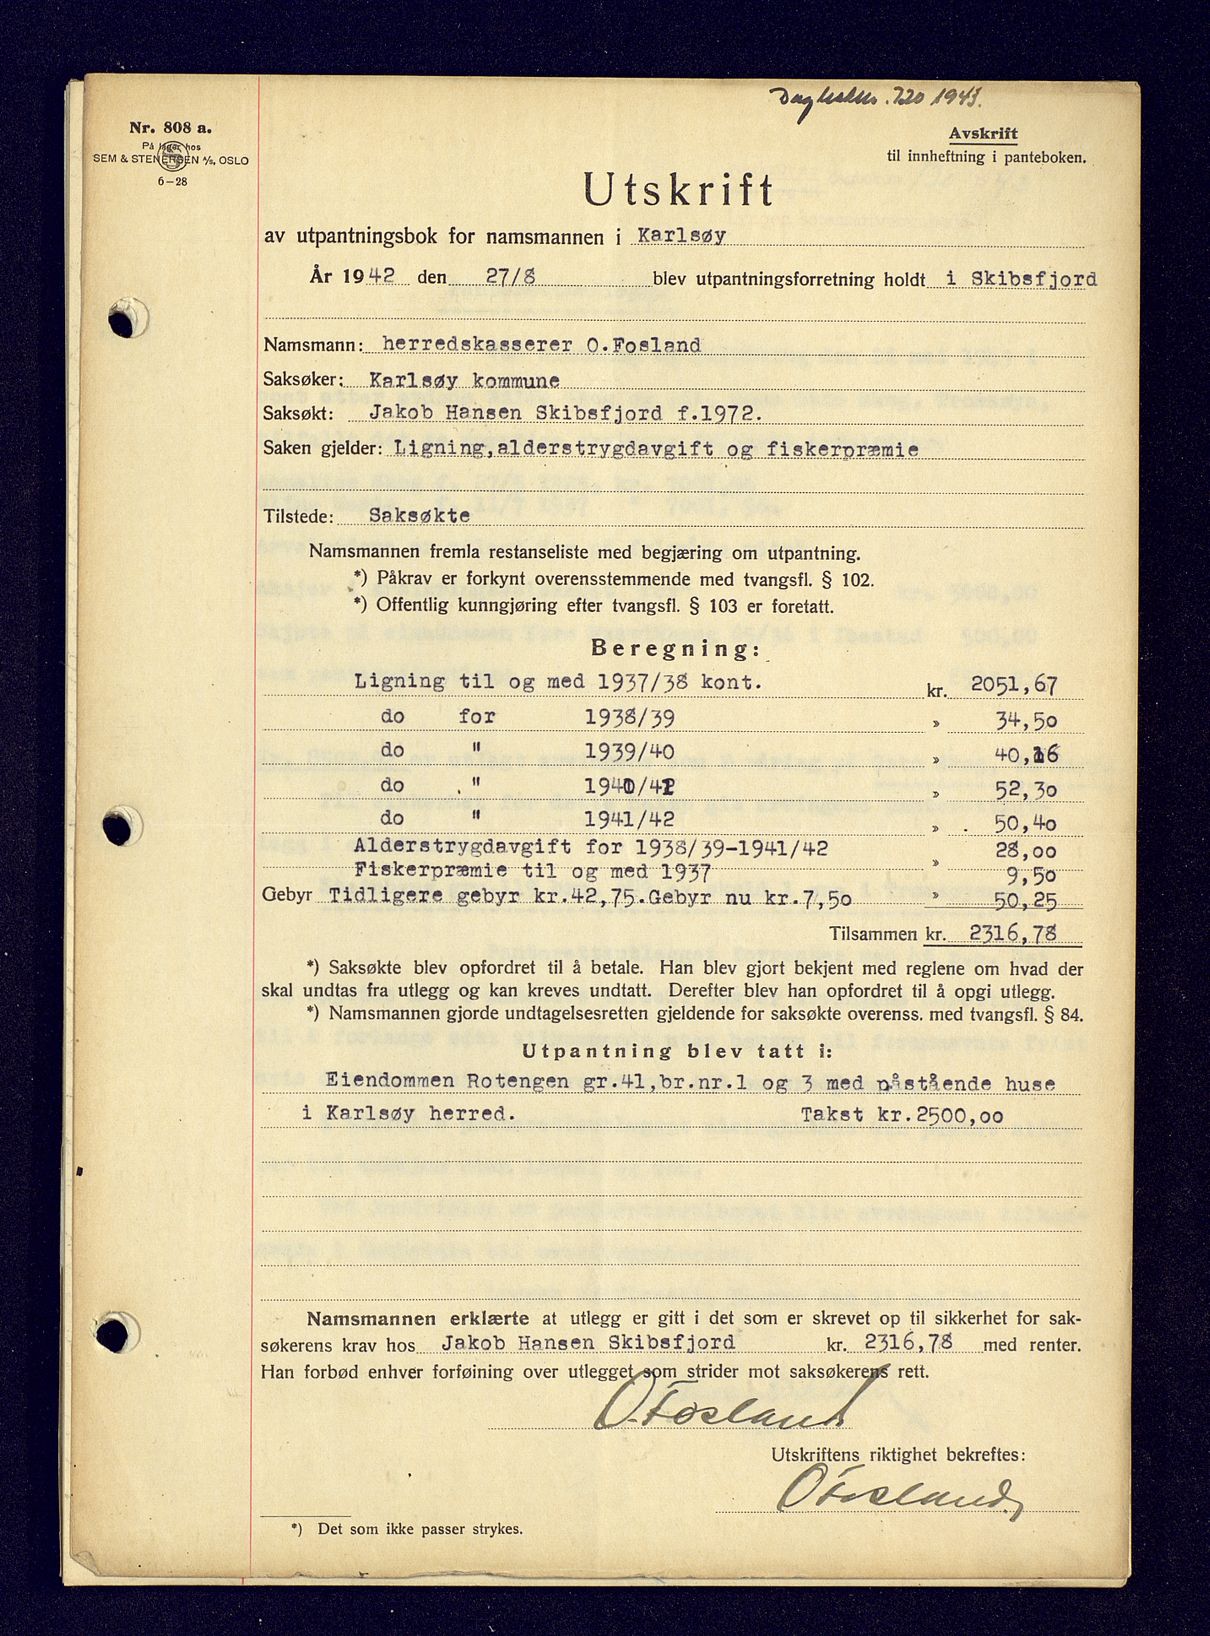 Dagboknr. 720 1943.
Nr. 808 a.
På lager hos
SEM & STENERSEN A/S, OSLO
6-28
Avskrift
til innheftning i panteboken.
Utskrift
av utpantningsbok for namsmannen i Karlsøy
År 1942 den 27/8 blev utpantningsforretning holdt i Skibsfjord
Namsmann: herredskasserer O.Fosland
Saksøker: Karlsøy kommune
Saksøkt: Jakob Hansen Skibsfjord f.1972.
Saken gjelder: Ligning,alderstrygdavgift og fiskerpræmie
Tilstede: Saksøkte
Namsmannen fremla restanseliste med begjæring om utpantning.
*) Påkrav er forkynt overensstemmende med tvangsfl. § 102.
*) Offentlig kunngjøring efter tvangsfl. § 103 er foretatt.
Beregning:
Ligning til og med 1937/38 kont. kr. 2051,67
do for 1938/39 » 34,50
do " 1939/40 » 40,16
do " 1940/41 » 52,30
do " 1941/42 » 50,40
Alderstrygdavgift for 1938/39-1941/42 » 28,00
Fiskerpræmie til og med 1937 9,50
Gebyr Tidligere gebyr kr.42,75.Gebyr nu kr.7,50 » 50,25
Tilsammen kr. 2316,78
*) Saksøkte blev opfordret til å betale. Han blev gjort bekjent med reglene om hvad der
skal undtas fra utlegg og kan kreves undtatt. Derefter blev han opfordret til å opgi utlegg.
*) Namsmannen gjorde undtagelsesretten gjeldende for saksøkte overenss. med tvangsfl. § 84.
Utpantning blev tatt i:
Eiendommen Rotengen gr.41,br.nr.1 og 3 med påstående huse
i Karlsøy herred. Takst kr.2500,00
Namsmannen erklærte at utlegg er gitt i det som er skrevet op til sikkerhet for sak-
søkerens krav hos Jakob Hansen Skibsfjord kr. 2316,78 med renter.
Han forbød enhver forføining over utlegget som strider mot saksøkerens rett.
O Fosland
Utskriftens riktighet bekreftes:
O Fosland
*) Det som ikke passer strykes.